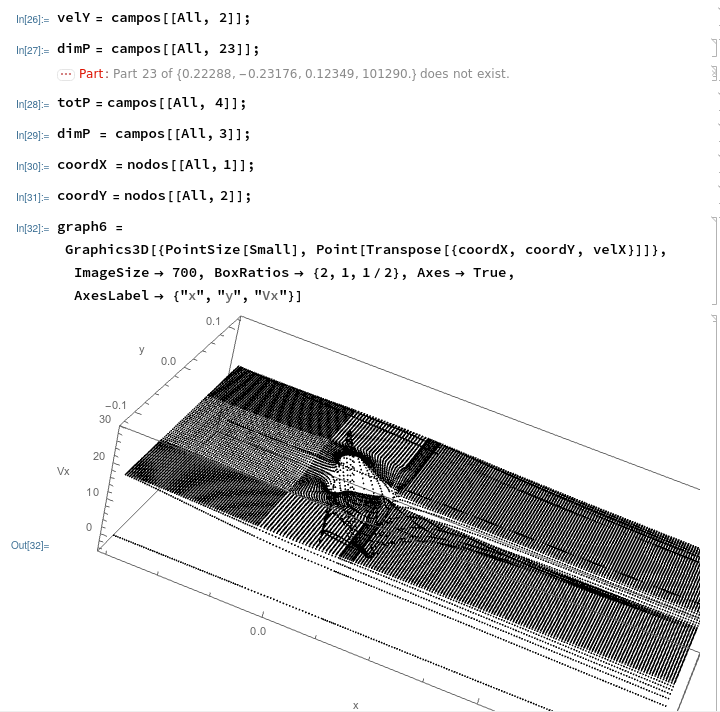 In[26]:= velY = campos[[All, 2]];
In[27]:= dimP = campos[[All, 23]];
Part: Part 23 of {0.22288, −0.23176, 0.12349, 101290.} does not exist.
In[28]:= totP = campos[[All, 4]];
In[29]:= dimP = campos[[All, 3]];
In[30]:= coordX = nodos[[All, 1]];
In[31]:= coordY = nodos[[All, 2]];
In[32]:= graph6 =
Graphics3D[{PointSize[Small], Point[Transpose[{coordX, coordY, velX}]]},
ImageSize → 700, BoxRatios → {2, 1, 1 / 2}, Axes → True,
AxesLabel → {"x", "y", "Vx"}]
0.1
y
0.0
−0.1
30
20
Vx
10
0
Out[32]=
0.0
x